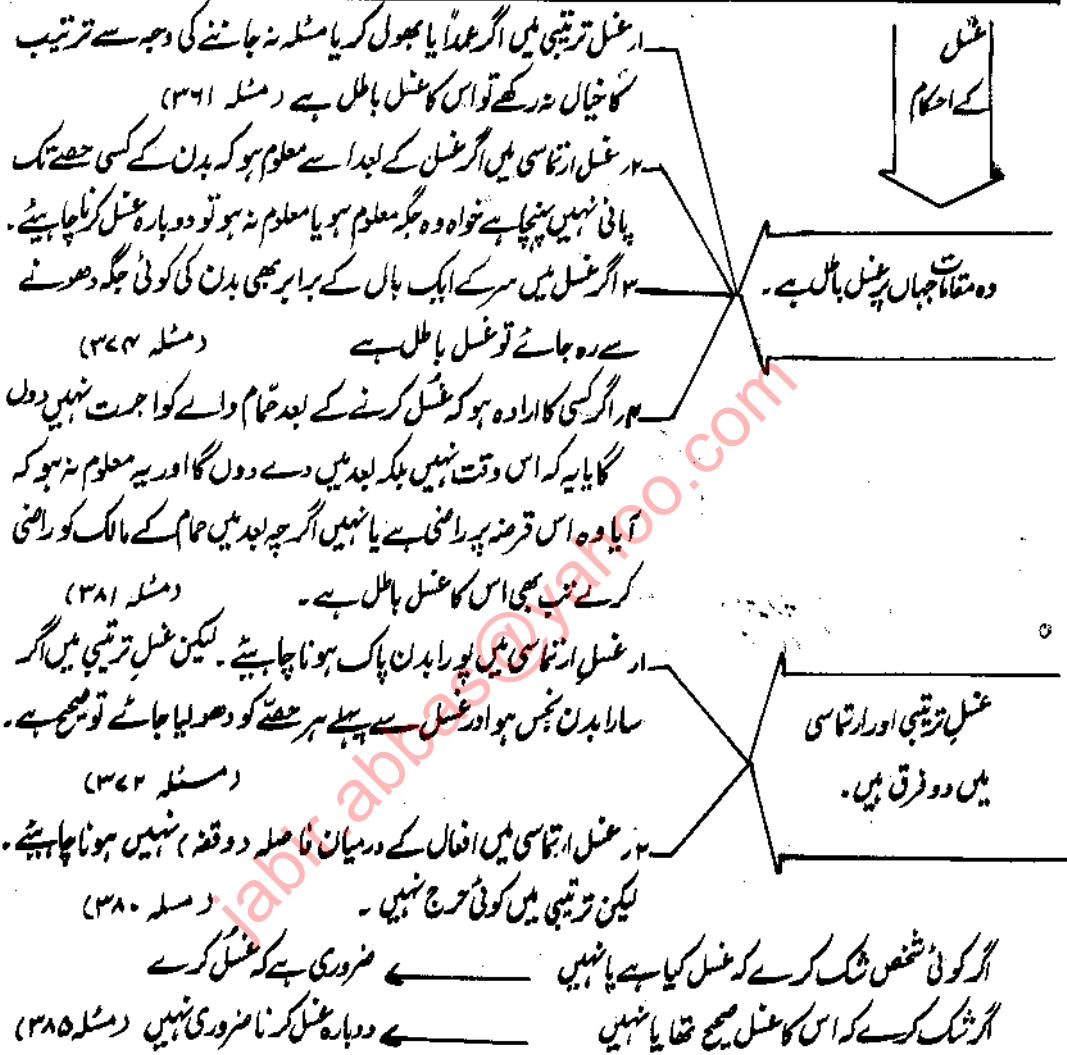 غسل
کے احکام
وہ مقامات جہاں پر غسل باطل ہے۔
۱۔ غسل ترتیبی میں اگر عمداً یا بھول کر یا مسئلہ نہ جاننے کی وجہ سے ترتیب
کا خیال نہ رکھے تو اس کا غسل باطل ہے (مسئلہ ۳۶۱)
۲۔ غسل ارتماسی میں اگر غسل کے بعد اسے معلوم ہو کہ بدن کے کسی حصے تک
پانی نہیں پہنچا ہے خواہ وہ جگہ معلوم ہو یا معلوم نہ ہو تو دوبارہ غسل کرنا چاہیئے۔
۳۔ اگر غسل میں سر کے ایک بال کے برابر بھی بدن کی کوئی جگہ دھونے
سے رہ جائے تو غسل باطل ہے (مسئلہ ۳۷۴)
۴۔ اگر کسی کا ارادہ ہو کہ غسل کرنے کے بعد حمّام والے کو اجرت نہیں دوں
گا یا یہ کہ اس وقت نہیں بلکہ بعد میں دے دوں گا اور یہ معلوم نہ ہو کہ
آیا وہ اس قرضہ پر راضی ہے یا نہیں اگرچہ بعد میں حمام کے مالک کو راضی
کرے تب بھی اس کا غسل باطل ہے۔ (مسئلہ ۳۸۱)
غسل ترتیبی اور ارتماسی
میں دو فرق ہیں۔
۱۔ غسل ارتماسی میں پورا بدن پاک ہونا چاہیئے۔ لیکن غسل ترتیبی میں اگر
سارا بدن نجس ہو اور غسل سے پہلے ہر حصّے کو دھو لیا جائے تو صحیح ہے۔
(مسئلہ ۳۷۲)
۲۔ غسل ارتماسی میں افعال کے درمیان فاصلہ (وقفہ) نہیں ہونا چاہیئے۔
لیکن ترتیبی میں کوئی حرج نہیں۔ (مسلہ ۳۸۰)
اگر کوئی شخص شک کرے کہ غسل کیا ہے یا نہیں ضروری ہے کہ غسل کرے
اگر شک کرے کہ اس کا غسل صحیح تھا یا نہیں دوبارہ غسل کرنا ضروری نہیں (مسئلہ ۳۸۵)
jabir.abbas@yahoo.com